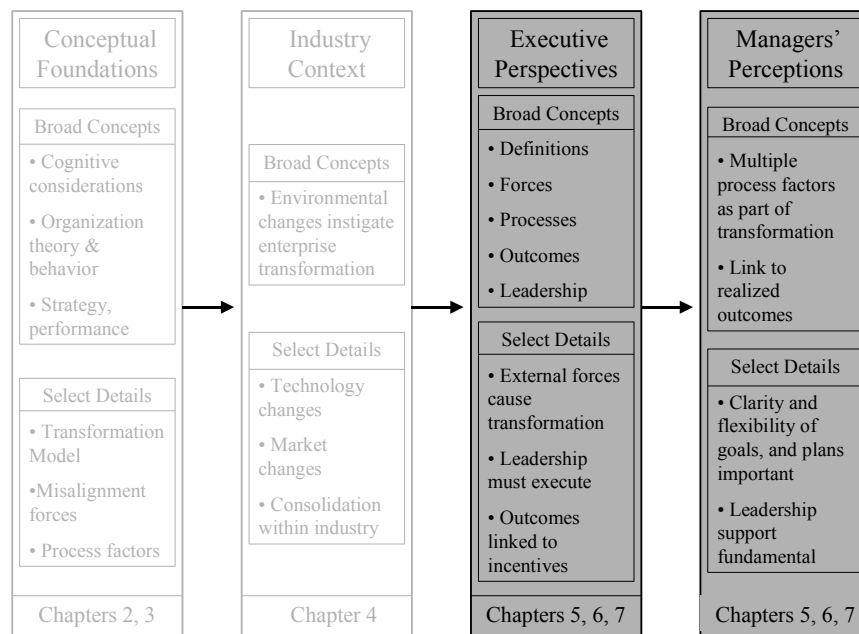 Conceptual
Foundations
Broad Concepts
• Cognitive
considerations
• Organization
theory &
behavior
• Strategy,
performance
Select Details
• Transformation
Model
•Misalignment
forces
• Process factors
Chapters 2, 3
Industry
Context
Broad Concepts
• Environmental
changes instigate
enterprise
transformation
Select Details
• Technology
changes
• Market
changes
• Consolidation
within industry
Chapter 4
Executive
Perspectives
Broad Concepts
• Definitions
• Forces
• Processes
• Outcomes
• Leadership
Select Details
• External forces
cause
transformation
• Leadership
must execute
• Outcomes
linked to
incentives
Chapters 5, 6, 7
Managers’
Perceptions
Broad Concepts
• Multiple
process factors
as part of
transformation
• Link to
realized
outcomes
Select Details
• Clarity and
flexibility of
goals, and plans
important
• Leadership
support
fundamental
Chapters 5, 6, 7